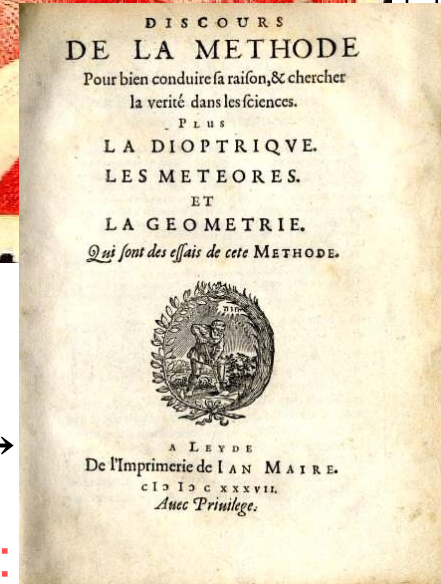 DISCOURS
DE LA METHODE
Pour bien conduire ſa raiſon,& chercher
la verité dans les ſciences.
PLUS
LA DIOPTRIQVE.
LES METEORES.
ET
LA GEOMETRIE.
Qui ſont des eſſais de cete METHODE.
A LEYDE
De l'Imprimerie de IAN MAIRE.
cIↄ Iↄ c xxxvii.
Auec Priuilege.